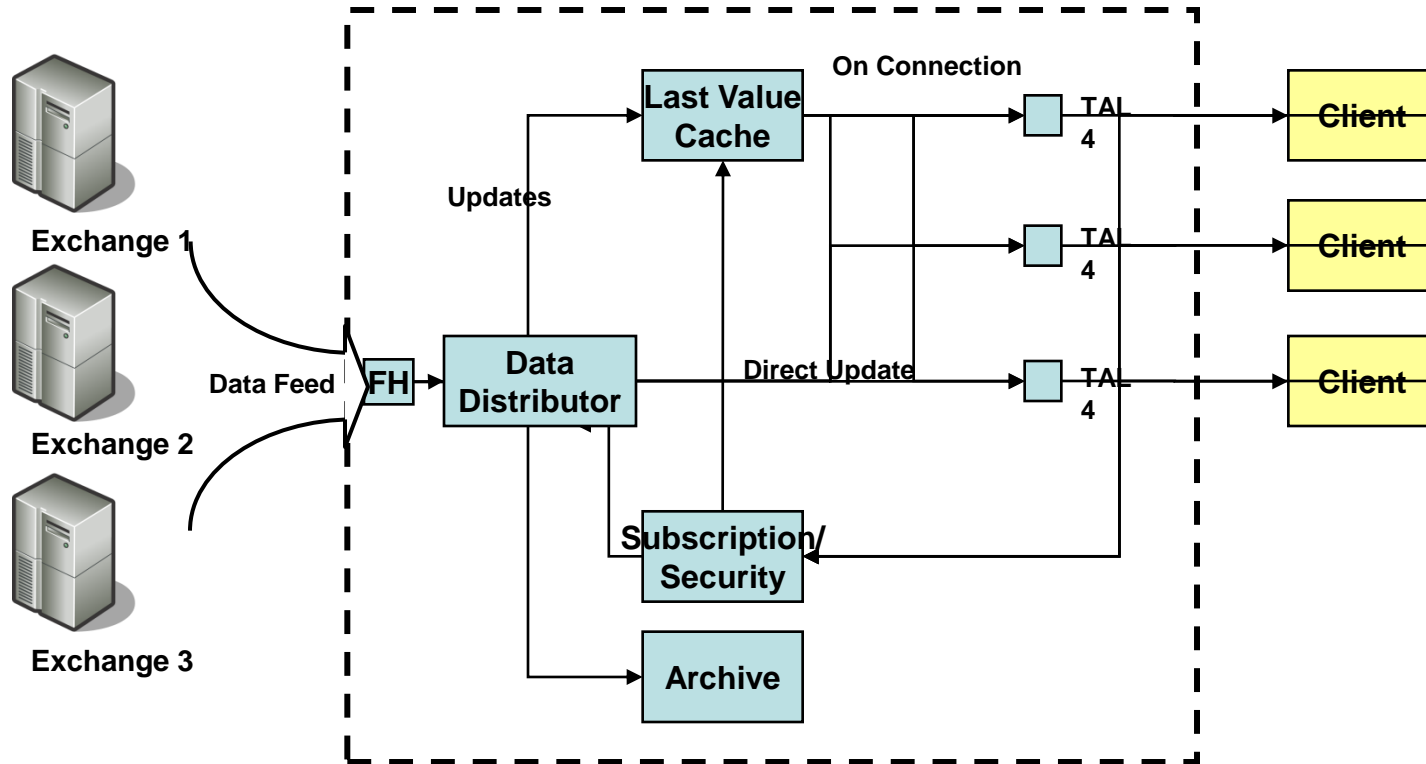 On Connection
Last Value
Cache
TAL
4
Client
Updates
Exchange 1
TAL
4
Client
Data Feed
FH
Data
Distributor
Direct Update
TAL
4
Client
Exchange 2
Subscription/
Security
Exchange 3
Archive